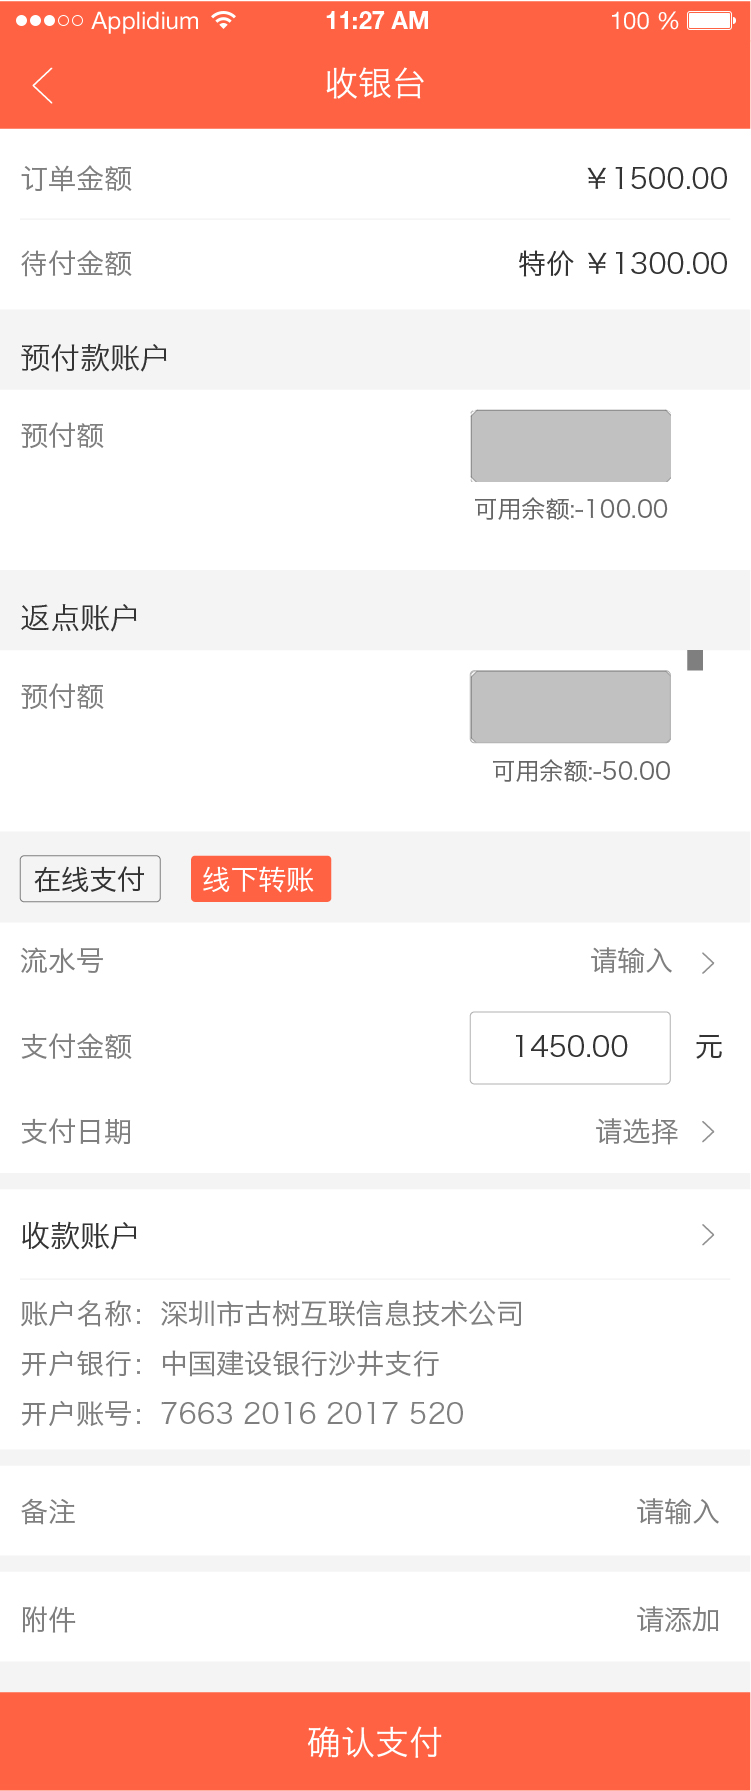 Applidium 11:27 AM 100 %
收银台
订单金额 ￥1500.00
待付金额 特价 ￥1300.00
预付款账户
预付额
可用余额:-100.00
返点账户
预付额
可用余额:-50.00
在线支付 线下转账
流水号 请输入
支付金额 1450.00 元
支付日期 请选择
收款账户
账户名称：深圳市古树互联信息技术公司
开户银行：中国建设银行沙井支行
开户账号：7663 2016 2017 520
备注 请输入
附件 请添加
确认支付